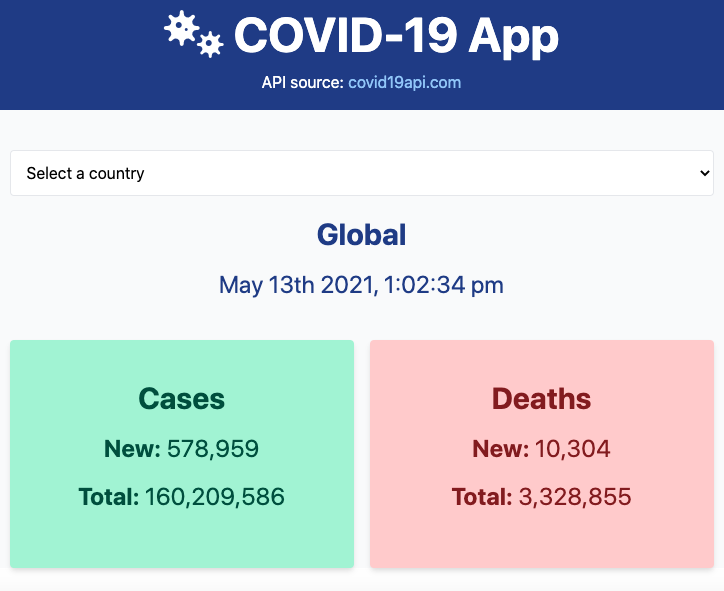 COVID-19 App
API source: covid19api.com
Select a country
Global
May 13th 2021, 1:02:34 pm
Cases
New: 578,959
Total: 160,209,586
Deaths
New: 10,304
Total: 3,328,855